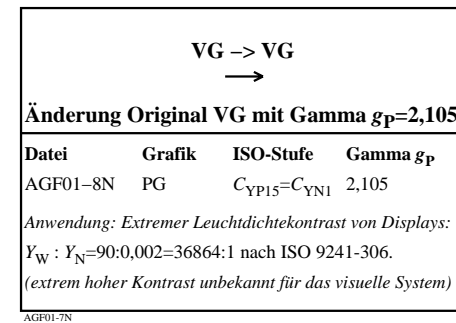 VG –> VG
Änderung Original VG mit Gamma gP=2,105
Datei Grafik ISO-Stufe Gamma gP
AGF01–8N PG CYP15=CYN1 2,105
Anwendung: Extremer Leuchtdichtekontrast von Displays:
YW : YN=90:0,002=36864:1 nach ISO 9241-306.
(extrem hoher Kontrast unbekannt für das visuelle System)
AGF01-7N